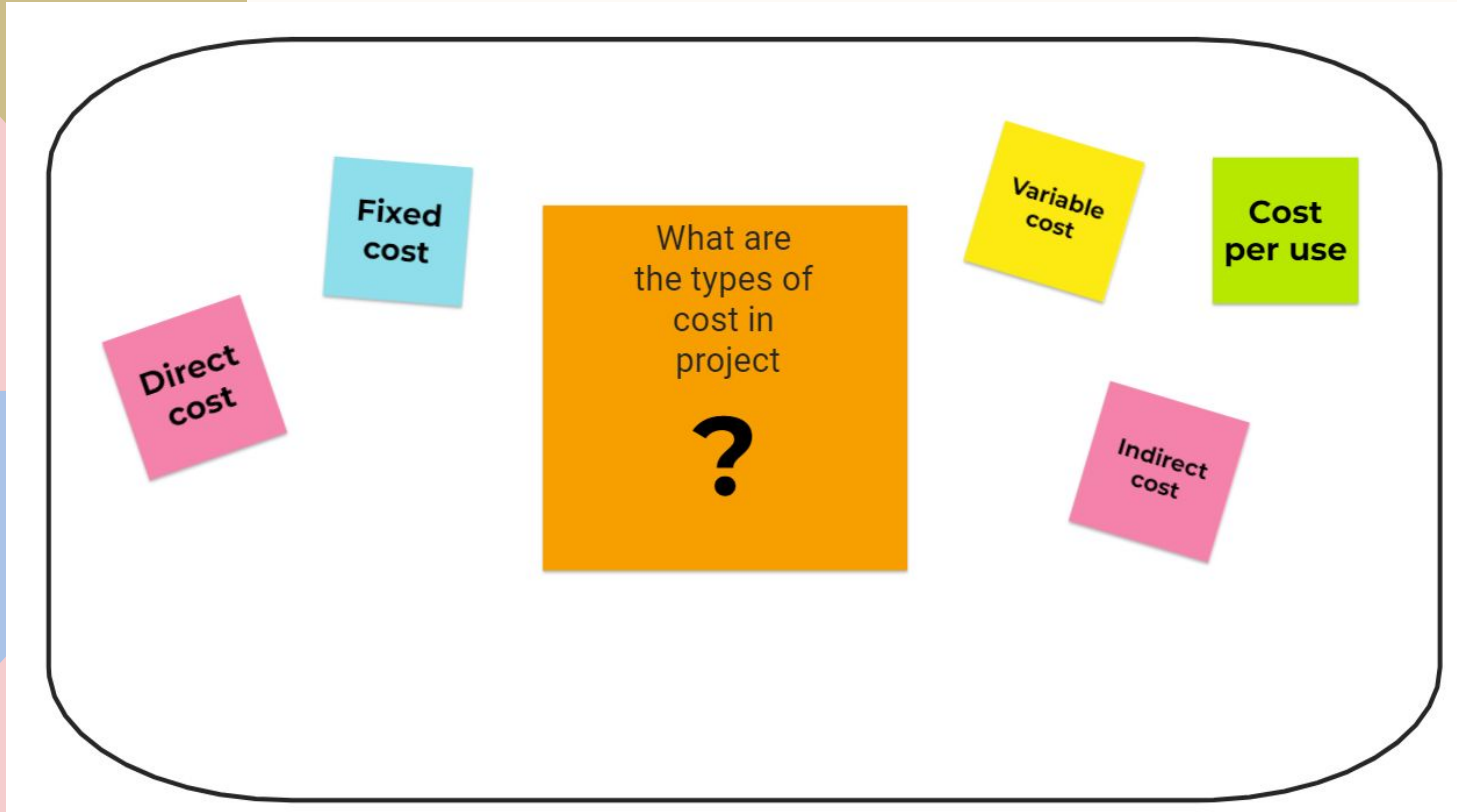 Fixed
cost
Direct
cost
What are
the types of
cost in
project
?
Variable
cost
Cost
per use
Indirect
cost